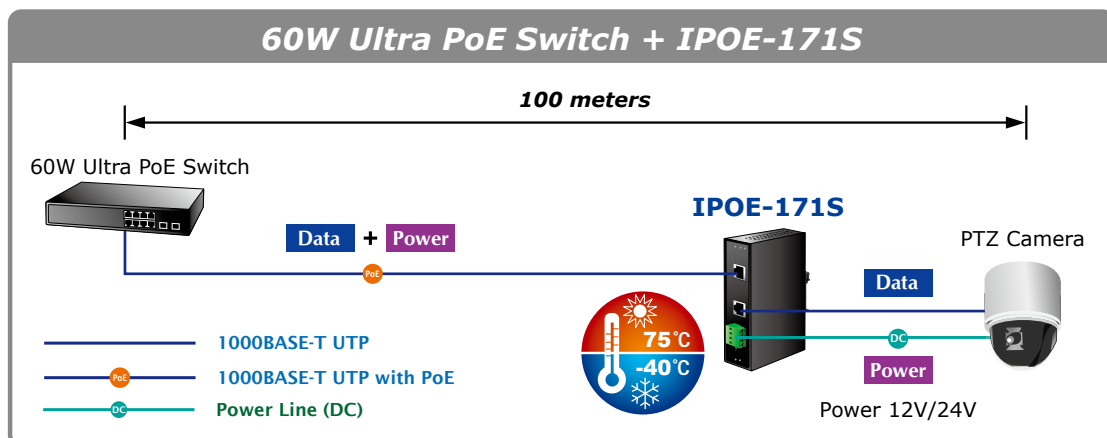 60W Ultra PoE Switch + IPOE-171S
100 meters
60W Ultra PoE Switch
IPOE-171S
Data + Power
PTZ Camera
PoE
Data
75°C
DC
-40°C
Power
Power 12V/24V
1000BASE-T UTP
PoE 1000BASE-T UTP with PoE
DC Power Line (DC)